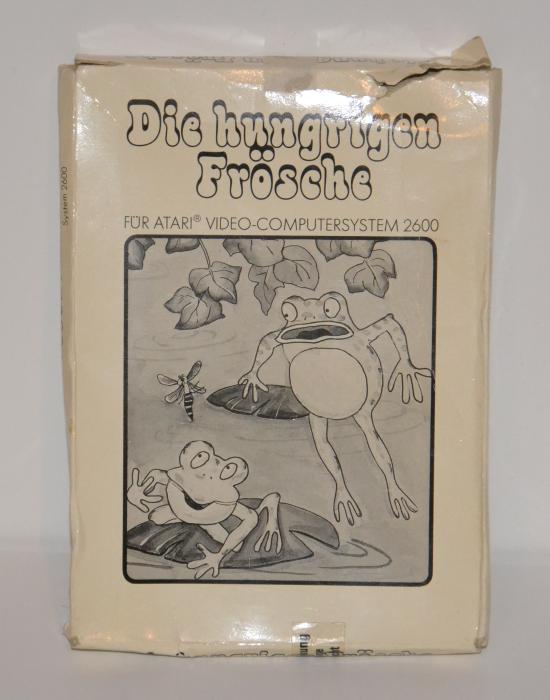 Die hungrigen
Frösche
FÜR ATARI® VIDEO-COMPUTERSYSTEM 2600
System 2600